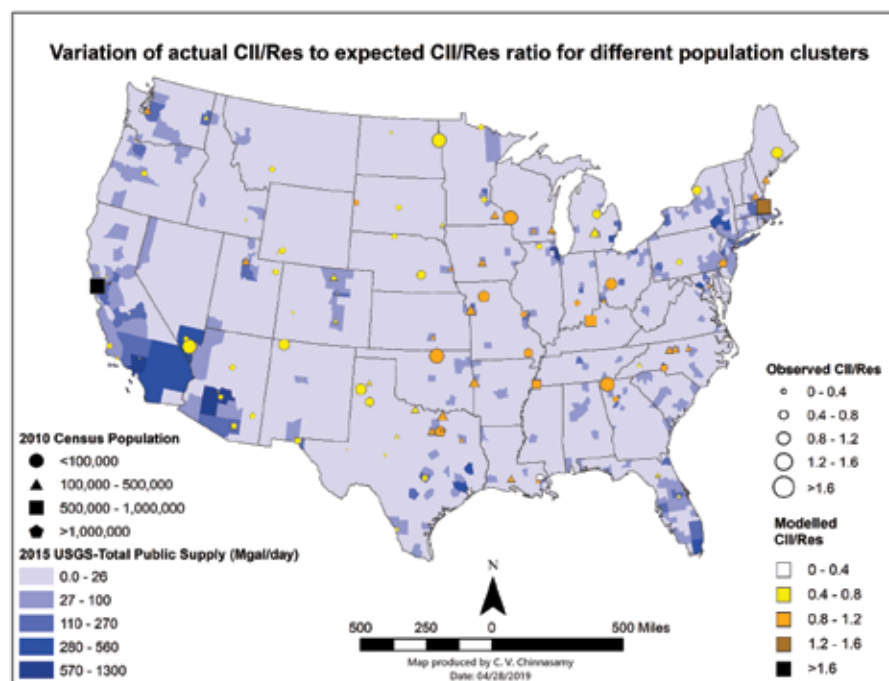 Variation of actual CII/Res to expected CII/Res ratio for different population clusters
2010 Census Population
<100,000
100,000 - 500,000
500,000 - 1,000,000
>1,000,000
2015 USGS-Total Public Supply (Mgal/day)
0.0 - 26
27 - 100
110 - 270
280 - 560
570 - 1300
N
500 250 0 500 Miles
Map produced by C. V. Chinnasamy
Date: 04/28/2019
Observed CII/Res
0 - 0.4
0.4 - 0.8
0.8 - 1.2
1.2 - 1.6
>1.6
Modelled
CII/Res
0 - 0.4
0.4 - 0.8
0.8 - 1.2
1.2 - 1.6
>1.6